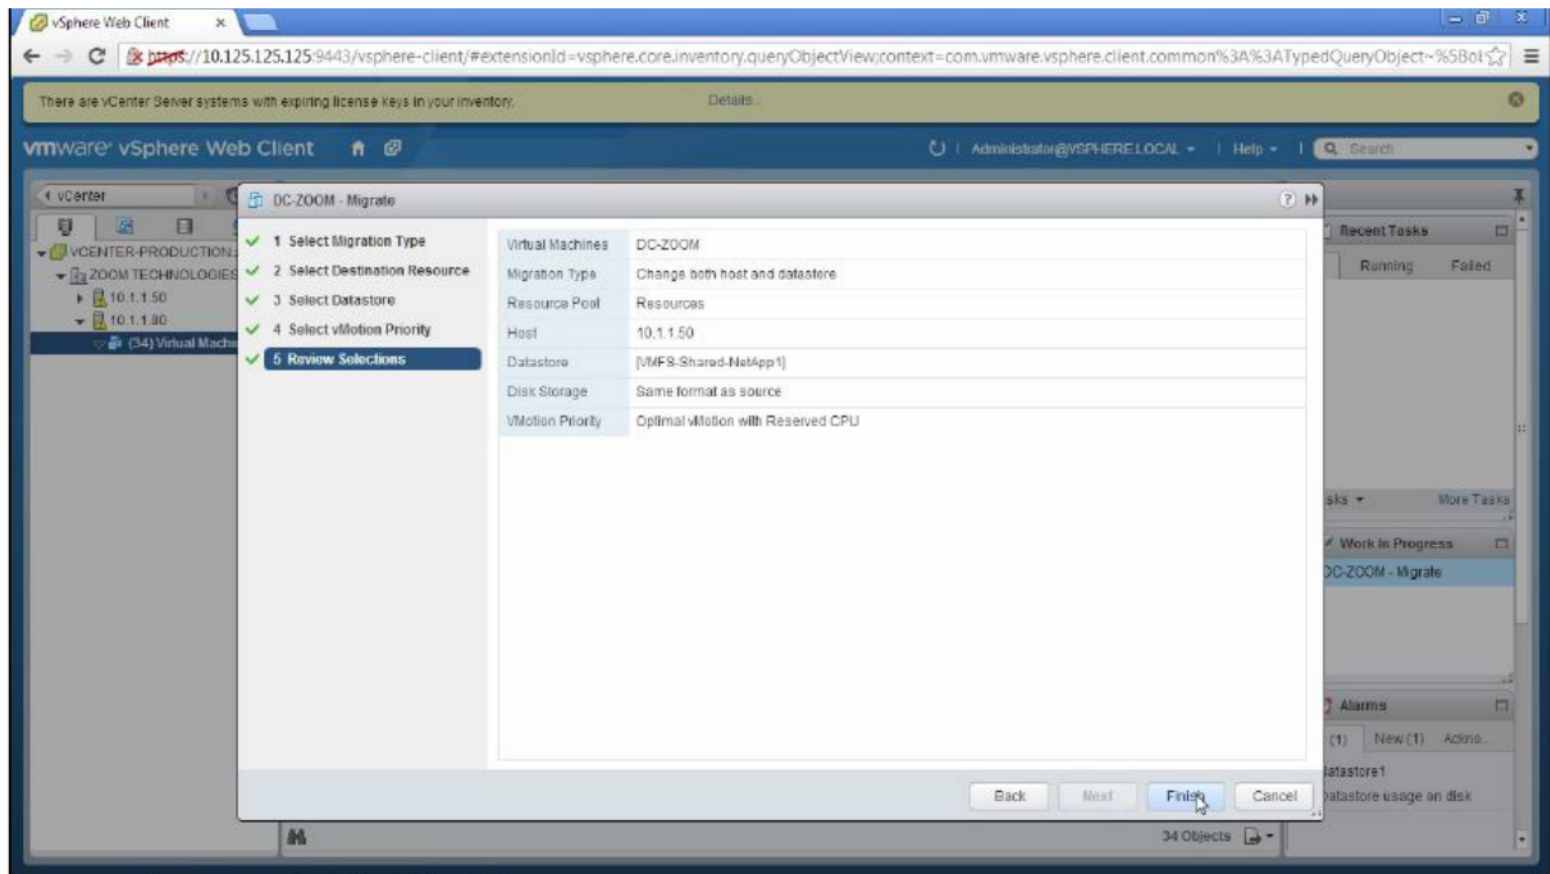 vSphere Web Client
https://10.125.125.125:9443/vsphere-client/#extensionId=vsphere.core.inventory.queryObjectView;context=com.vmware.vsphere.client.common%3A%3ATypedQueryObject~%5Bob
There are vCenter Server systems with expiring license keys in your inventory. Details...
vmware vSphere Web Client Administrator@VSPHERE.LOCAL Help Search
vCenter
VCENTER-PRODUCTION
ZOOM TECHNOLOGIES
10.1.1.50
10.1.1.80
(34) Virtual Machi
DC-ZOOM - Migrate
1 Select Migration Type
2 Select Destination Resource
3 Select Datastore
4 Select vMotion Priority
5 Review Selections
Virtual Machines DC-ZOOM
Migration Type Change both host and datastore
Resource Pool Resources
Host 10.1.1.50
Datastore [VMFS-Shared-NetApp1]
Disk Storage Same format as source
VMotion Priority Optimal vMotion with Reserved CPU
Back Next Finish Cancel
34 Objects
Recent Tasks
Running Failed
sks More Tasks
Work In Progress
DC-ZOOM - Migrate
Alarms
(1) New (1) Ackno...
datastore1
Datastore usage on disk